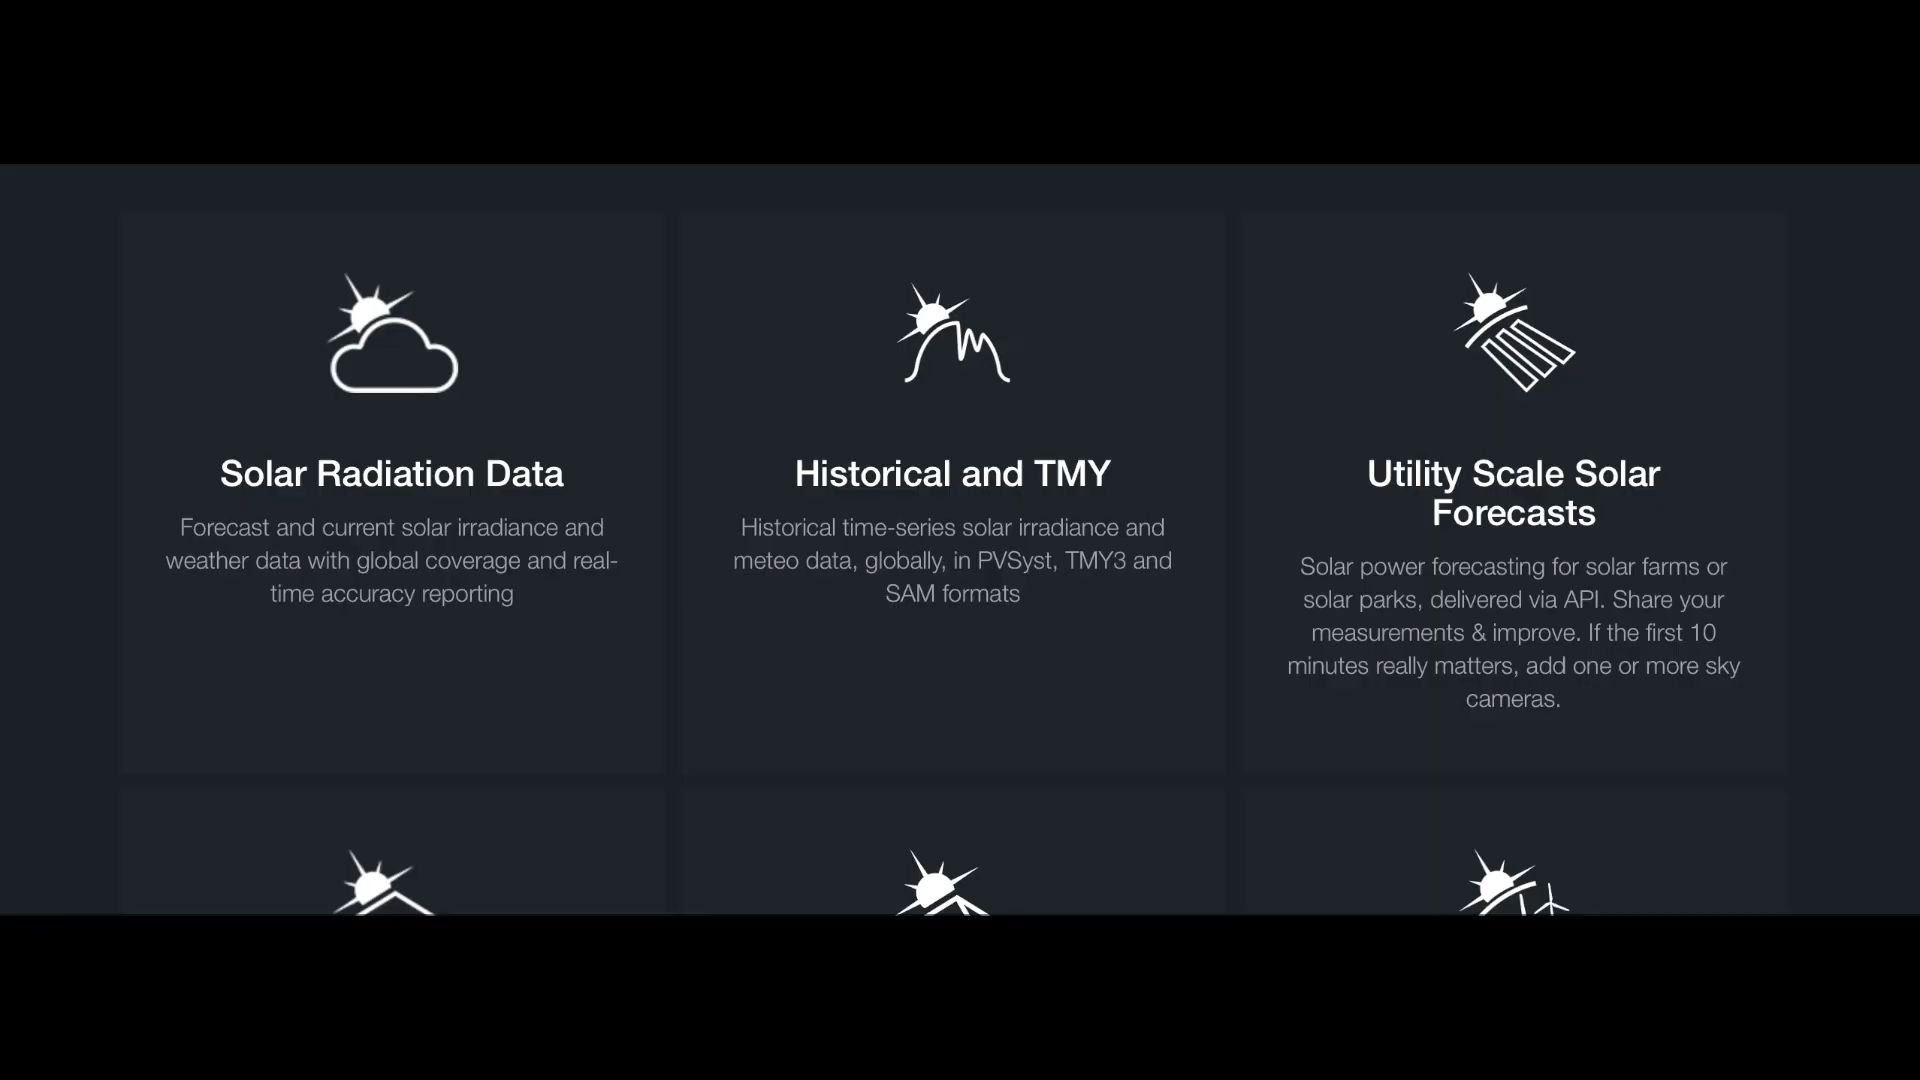 Solar Radiation Data
Forecast and current solar irradiance and
weather data with global coverage and real-
time accuracy reporting
Historical and TMY
Historical time-series solar irradiance and
meteo data, globally, in PVSyst, TMY3 and
SAM formats
Utility Scale Solar
Forecasts
Solar power forecasting for solar farms or
solar parks, delivered via API. Share your
measurements & improve. If the first 10
minutes really matters, add one or more sky
cameras.